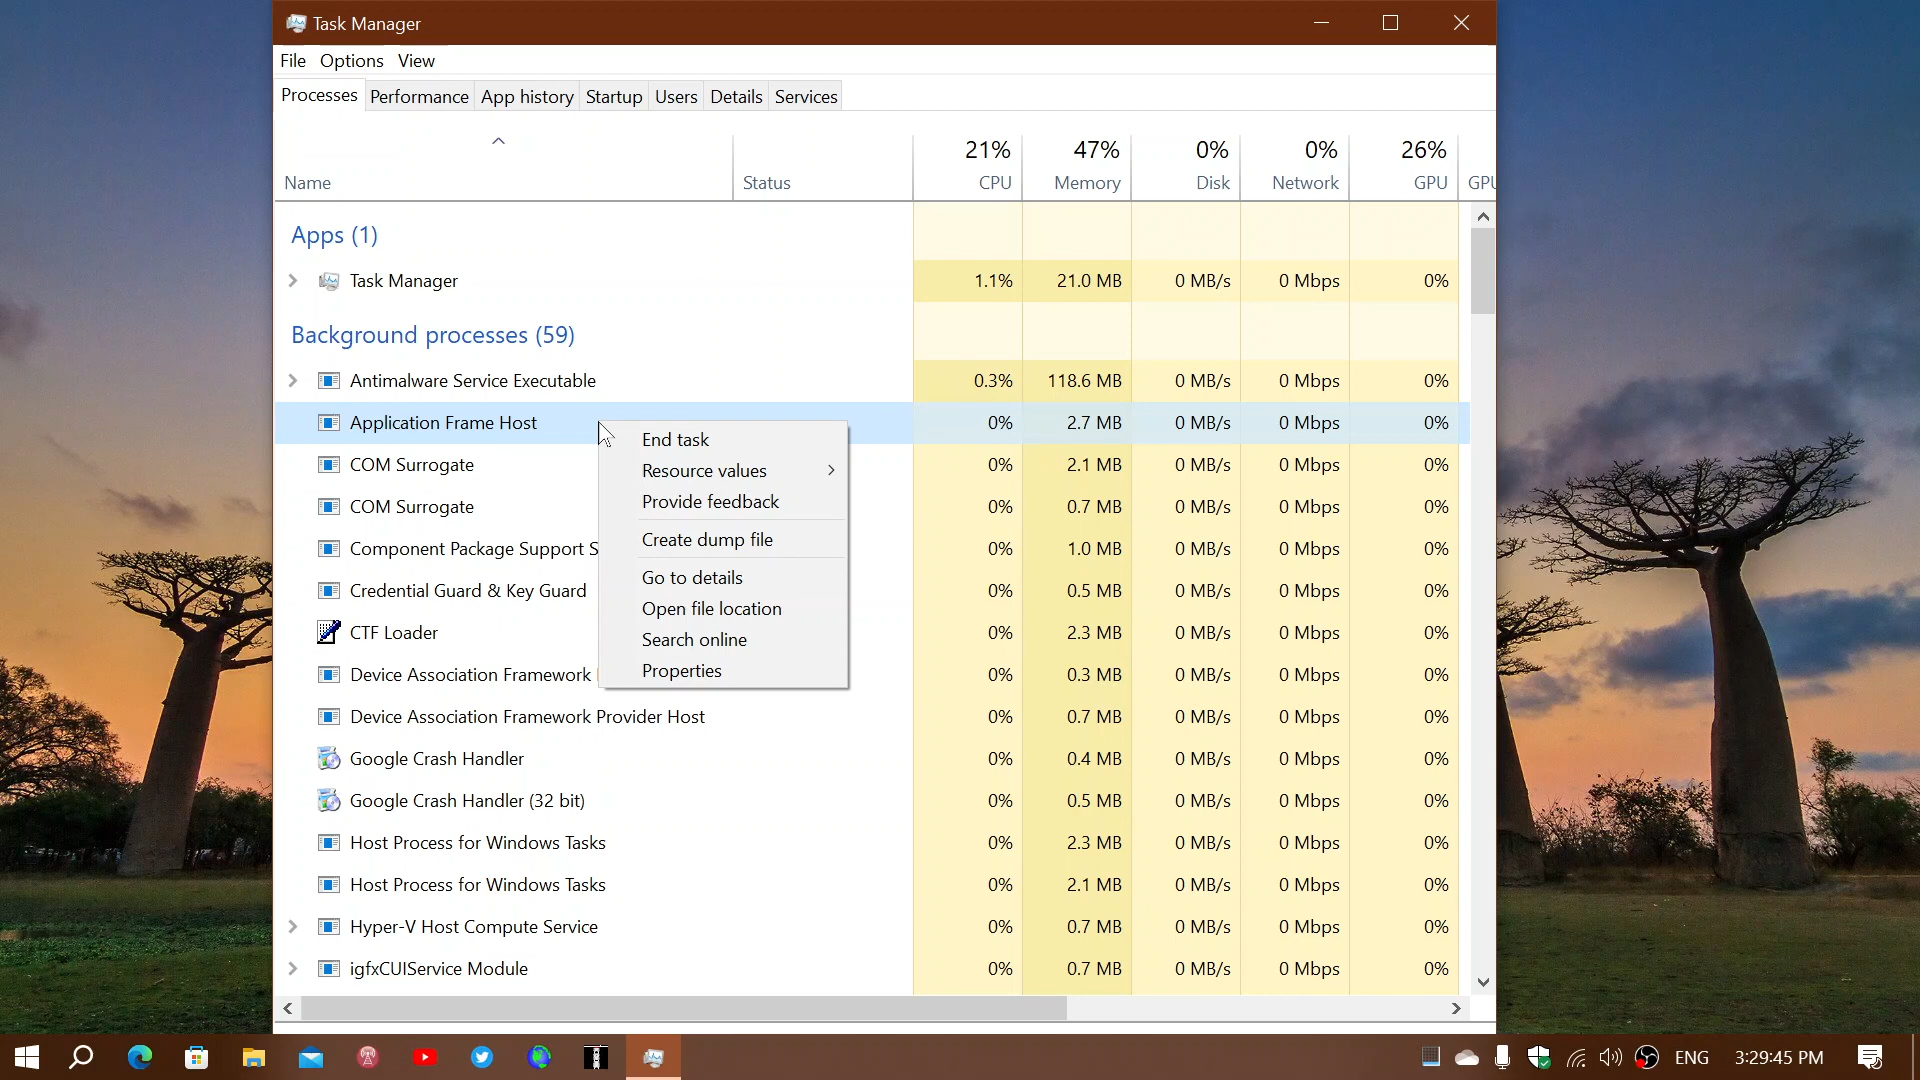 Task Manager
File Options View
Processes Performance App history Startup Users Details Services
21% 47% 0% 0% 26%
Name Status CPU Memory Disk Network GPU GPU
Apps (1)
Task Manager 1.1% 21.0 MB 0 MB/s 0 Mbps 0%
Background processes (59)
Antimalware Service Executable 0.3% 118.6 MB 0 MB/s 0 Mbps 0%
Application Frame Host 0% 2.7 MB 0 MB/s 0 Mbps 0%
End task
COM Surrogate 0% 2.1 MB 0 MB/s 0 Mbps 0%
Resource values
Provide feedback
COM Surrogate 0% 0.7 MB 0 MB/s 0 Mbps 0%
Create dump file
Component Package Support S 0% 1.0 MB 0 MB/s 0 Mbps 0%
Go to details
Credential Guard & Key Guard 0% 0.5 MB 0 MB/s 0 Mbps 0%
Open file location
CTF Loader 0% 2.3 MB 0 MB/s 0 Mbps 0%
Search online
Properties
Device Association Framework 0% 0.3 MB 0 MB/s 0 Mbps 0%
Device Association Framework Provider Host 0% 0.7 MB 0 MB/s 0 Mbps 0%
Google Crash Handler 0% 0.4 MB 0 MB/s 0 Mbps 0%
Google Crash Handler (32 bit) 0% 0.5 MB 0 MB/s 0 Mbps 0%
Host Process for Windows Tasks 0% 2.3 MB 0 MB/s 0 Mbps 0%
Host Process for Windows Tasks 0% 2.1 MB 0 MB/s 0 Mbps 0%
Hyper-V Host Compute Service 0% 0.7 MB 0 MB/s 0 Mbps 0%
igfxCUIService Module 0% 0.7 MB 0 MB/s 0 Mbps 0%
ENG 3:29:45 PM